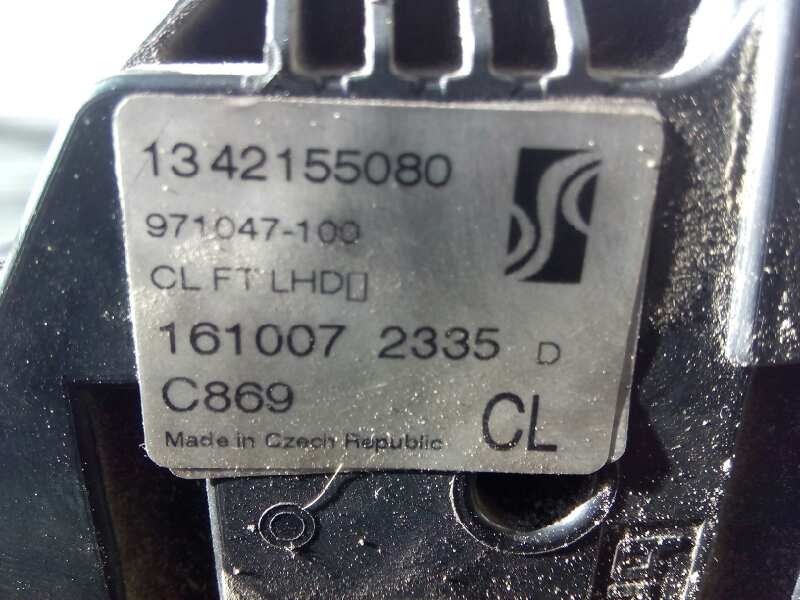 1342155080
971047-100
CL FT LHD▯
161007 2335 D
C869
CL
Made in Czech Republic